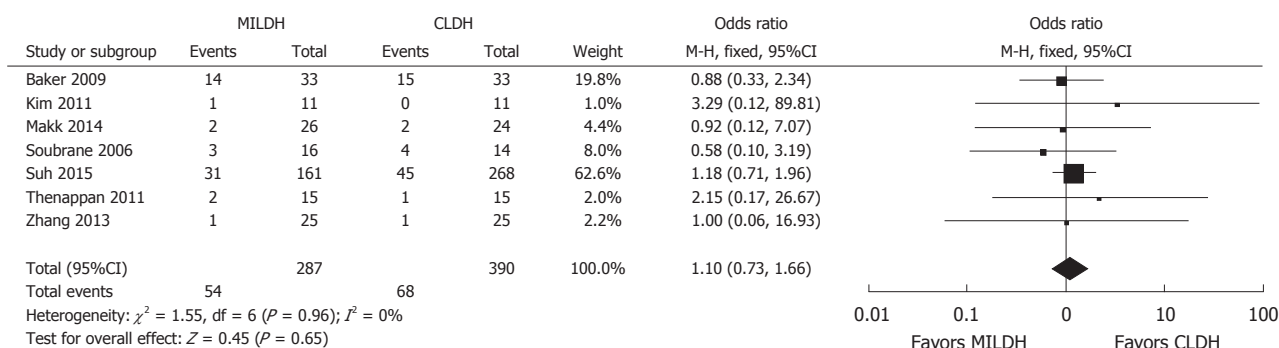 MILDH CLDH Odds ratio Odds ratio
Study or subgroup Events Total Events Total Weight M-H, fixed, 95%CI M-H, fixed, 95%CI
Baker 2009 14 33 15 33 19.8% 0.88 (0.33, 2.34)
Kim 2011 1 11 0 11 1.0% 3.29 (0.12, 89.81)
Makk 2014 2 26 2 24 4.4% 0.92 (0.12, 7.07)
Soubrane 2006 3 16 4 14 8.0% 0.58 (0.10, 3.19)
Suh 2015 31 161 45 268 62.6% 1.18 (0.71, 1.96)
Thenappan 2011 2 15 1 15 2.0% 2.15 (0.17, 26.67)
Zhang 2013 1 25 1 25 2.2% 1.00 (0.06, 16.93)
Total (95%CI) 287 390 100.0% 1.10 (0.73, 1.66)
Total events 54 68
Heterogeneity: χ² = 1.55, df = 6 (P = 0.96); I² = 0%
Test for overall effect: Z = 0.45 (P = 0.65)
0.01 0.1 0 10 100
Favors MILDH Favors CLDH